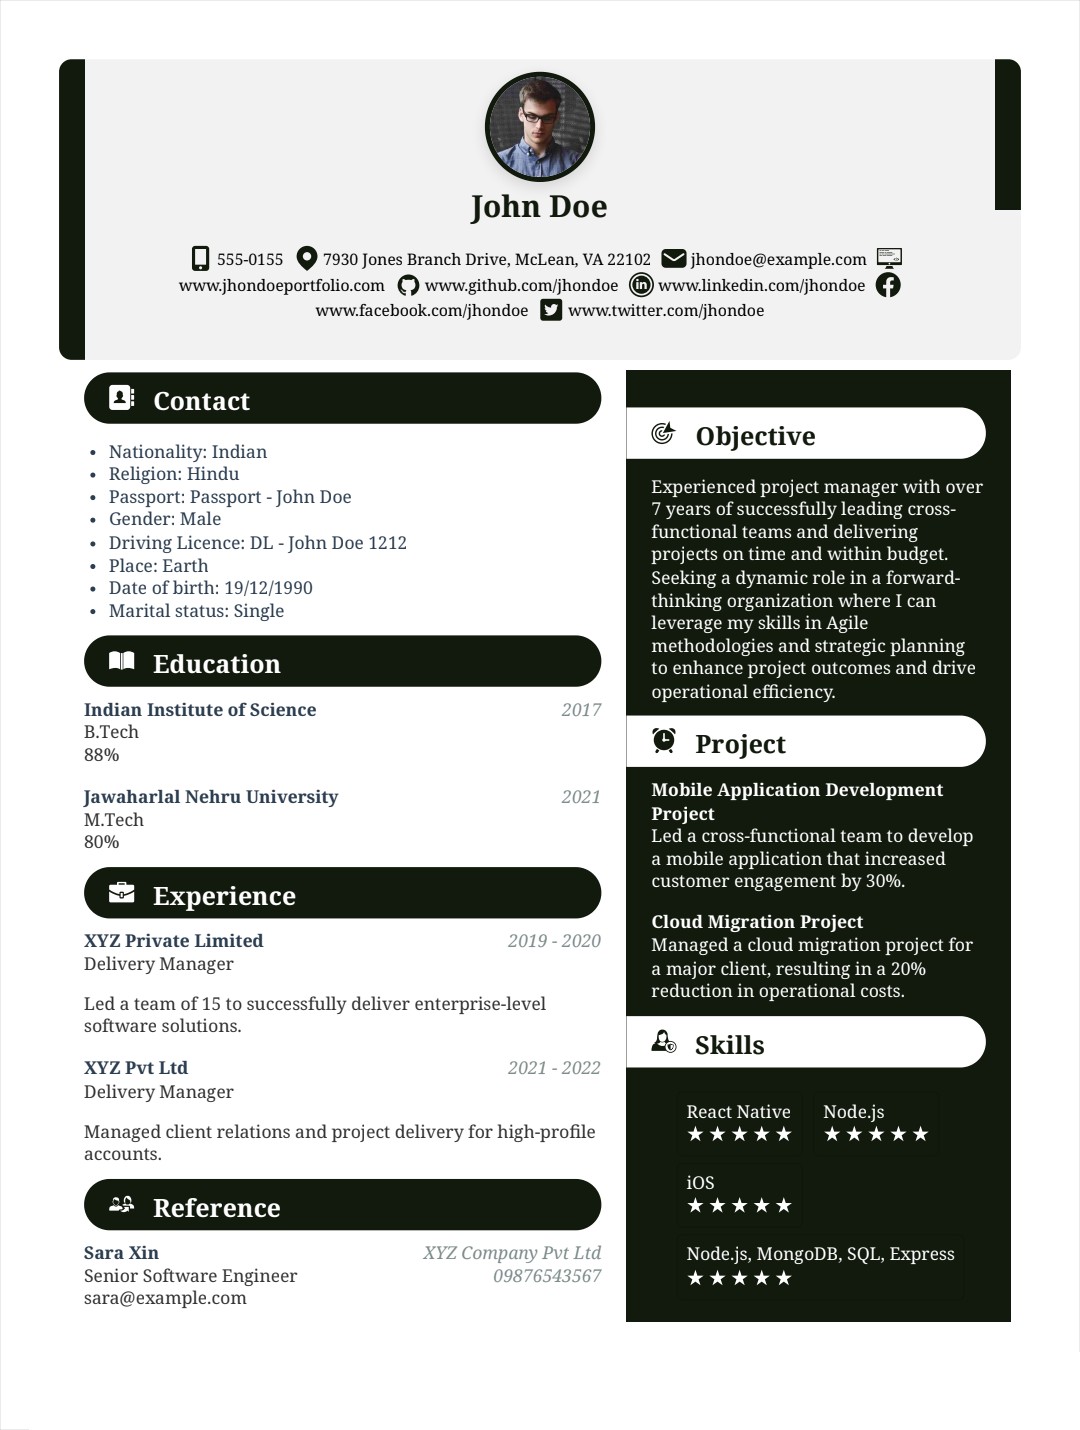 John Doe
555-0155 7930 Jones Branch Drive, McLean, VA 22102 jhondoe@example.com
www.jhondoeportfolio.com www.github.com/jhondoe www.linkedin.com/jhondoe
www.facebook.com/jhondoe www.twitter.com/jhondoe
Contact
• Nationality: Indian
• Religion: Hindu
• Passport: Passport - John Doe
• Gender: Male
• Driving Licence: DL - John Doe 1212
• Place: Earth
• Date of birth: 19/12/1990
• Marital status: Single
Education
Indian Institute of Science 2017
B.Tech
88%
Jawaharlal Nehru University 2021
M.Tech
80%
Experience
XYZ Private Limited 2019 - 2020
Delivery Manager
Led a team of 15 to successfully deliver enterprise-level
software solutions.
XYZ Pvt Ltd 2021 - 2022
Delivery Manager
Managed client relations and project delivery for high-profile
accounts.
Reference
Sara Xin XYZ Company Pvt Ltd
Senior Software Engineer 09876543567
sara@example.com
Objective
Experienced project manager with over
7 years of successfully leading cross-
functional teams and delivering
projects on time and within budget.
Seeking a dynamic role in a forward-
thinking organization where I can
leverage my skills in Agile
methodologies and strategic planning
to enhance project outcomes and drive
operational efficiency.
Project
Mobile Application Development
Project
Led a cross-functional team to develop
a mobile application that increased
customer engagement by 30%.
Cloud Migration Project
Managed a cloud migration project for
a major client, resulting in a 20%
reduction in operational costs.
Skills
React Native Node.js
★ ★ ★ ★ ★ ★ ★ ★ ★ ★
iOS
★ ★ ★ ★ ★
Node.js, MongoDB, SQL, Express
★ ★ ★ ★ ★